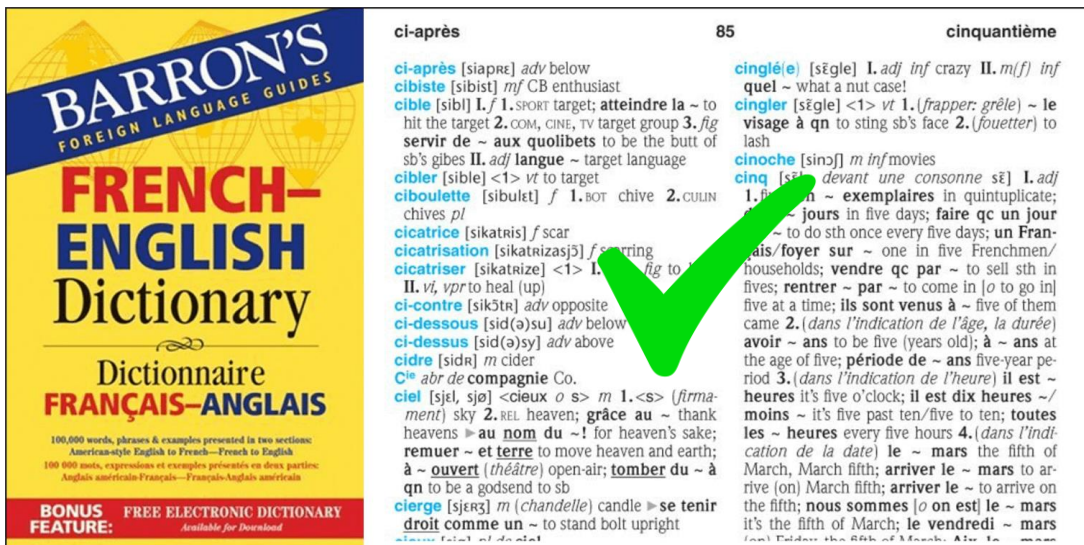 BARRON'S
FOREIGN LANGUAGE GUIDES
FRENCH–
ENGLISH
Dictionary
Dictionnaire
FRANÇAIS–ANGLAIS
100,000 words, phrases & examples presented in two sections:
American-style English to French—French to English
100 000 mots, expressions et exemples présentés en deux parties:
Anglais américain-Français—Français-Anglais américain
BONUS FEATURE:
FREE ELECTRONIC DICTIONARY
Available for Download
ci-après 85 cinquantième
ci-après [siapʀɛ] adv below
cibiste [sibist] mf CB enthusiast
cible [sibl] I. f 1. SPORT target; atteindre la ~ to
hit the target 2. COM, CINE, TV target group 3. fig
servir de ~ aux quolibets to be the butt of
sb's gibes II. adj langue ~ target language
cibler [sible] <1> vt to target
ciboulette [sibulɛt] f 1. BOT chive 2. CULIN
chives pl
cicatrice [sikatʀis] f scar
cicatrisation [sikatʀizasjɔ̃] f scarring
cicatriser [sikatʀize] <1> I. fig to
II. vi, vpr to heal (up)
ci-contre [sikɔ̃tʀ] adv opposite
ci-dessous [sid(ə)su] adv below
ci-dessus [sid(ə)sy] adv above
cidre [sidʀ] m cider
Cie abr de compagnie Co.
ciel [sjɛl, sjø] <cieux o s> m 1. <s> (firma-
ment) sky 2. REL heaven; grâce au ~ thank
heavens ▶au nom du ~! for heaven's sake;
remuer ~ et terre to move heaven and earth;
à ~ ouvert (théâtre) open-air; tomber du ~ à
qn to be a godsend to sb
cierge [sjɛʀʒ] m (chandelle) candle ▶se tenir
droit comme un ~ to stand bolt upright
cinglé(e) [sɛ̃gle] I. adj inf crazy II. m(f) inf
quel ~ what a nut case!
cingler [sɛ̃gle] <1> vt 1. (frapper: grêle) ~ le
visage à qn to sting sb's face 2. (fouetter) to
lash
cinoche [sinɔʃ] m inf movies
cinq devant une consonne sɛ̃] I. adj
1. ~ exemplaires in quintuplicate;
~ jours in five days; faire qc un jour
~ to do sth once every five days; un Fran-
çais/foyer sur ~ one in five Frenchmen/
households; vendre qc par ~ to sell sth in
fives; rentrer ~ par ~ to come in [o to go in]
five at a time; ils sont venus à ~ five of them
came 2. (dans l'indication de l'âge, la durée)
avoir ~ ans to be five (years old); à ~ ans at
the age of five; période de ~ ans five-year pe-
riod 3. (dans l'indication de l'heure) il est ~
heures it's five o'clock; il est dix heures ~/
moins ~ it's five past ten/five to ten; toutes
les ~ heures every five hours 4. (dans l'indi-
cation de la date) le ~ mars the fifth of
March, March fifth; arriver le ~ mars to ar-
rive (on) March fifth; arriver le ~ to arrive on
the fifth; nous sommes [o on est] le ~ mars
it's the fifth of March; le vendredi ~ mars